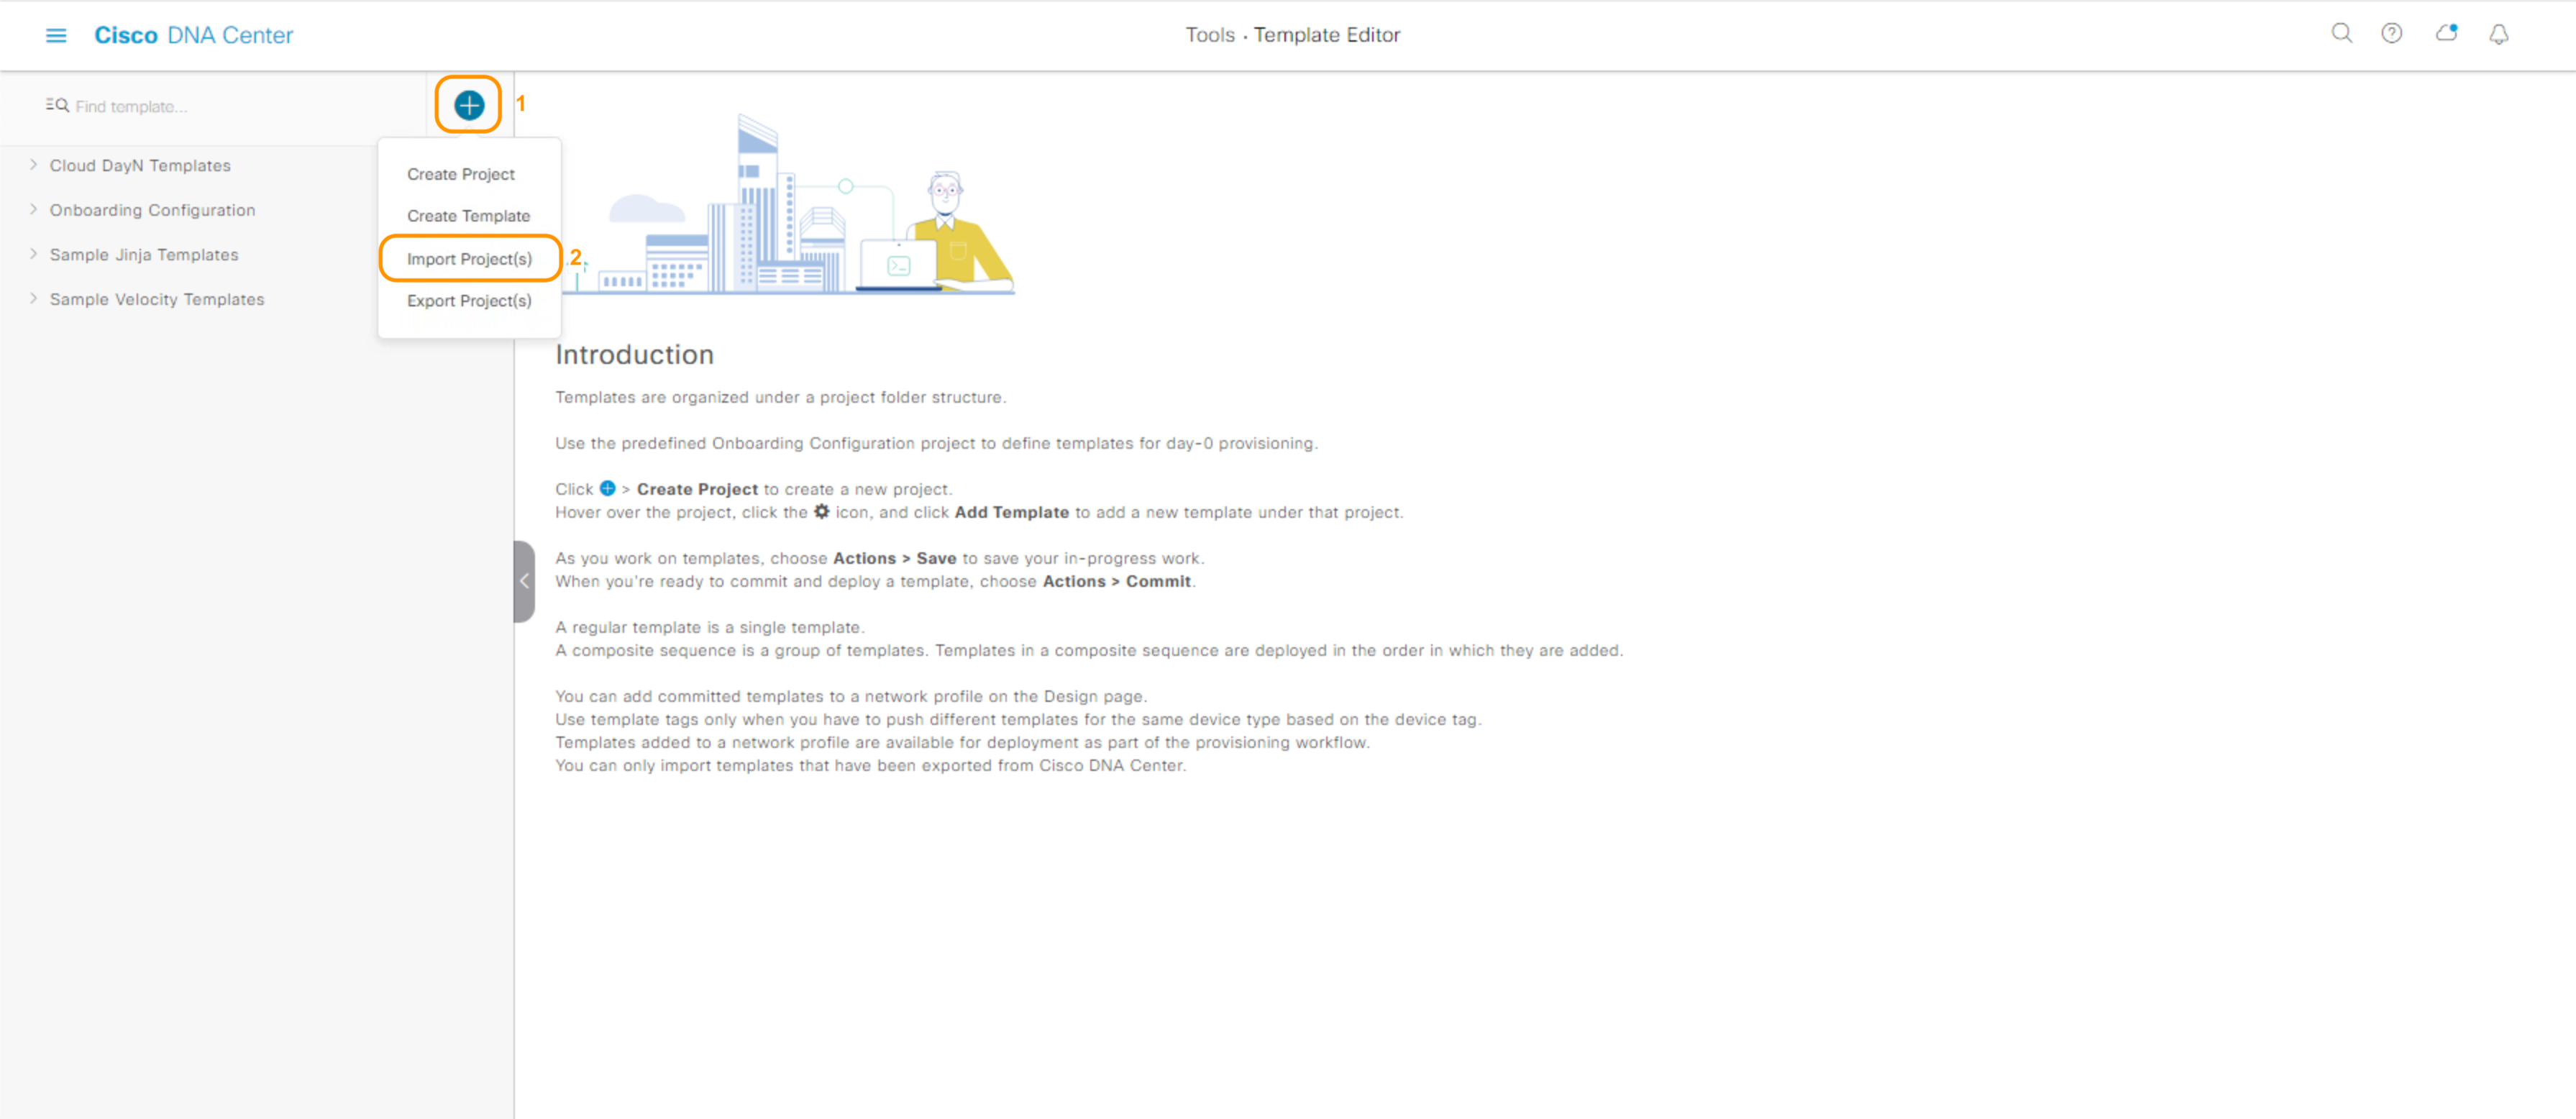 Cisco DNA Center
Tools · Template Editor
Find template...
1
Cloud DayN Templates
Onboarding Configuration
Sample Jinja Templates
Sample Velocity Templates
Create Project
Create Template
Import Project(s)
2
Export Project(s)
Introduction
Templates are organized under a project folder structure.
Use the predefined Onboarding Configuration project to define templates for day-0 provisioning.
Click > Create Project to create a new project.
Hover over the project, click the icon, and click Add Template to add a new template under that project.
As you work on templates, choose Actions > Save to save your in-progress work.
When you're ready to commit and deploy a template, choose Actions > Commit.
A regular template is a single template.
A composite sequence is a group of templates. Templates in a composite sequence are deployed in the order in which they are added.
You can add committed templates to a network profile on the Design page.
Use template tags only when you have to push different templates for the same device type based on the device tag.
Templates added to a network profile are available for deployment as part of the provisioning workflow.
You can only import templates that have been exported from Cisco DNA Center.